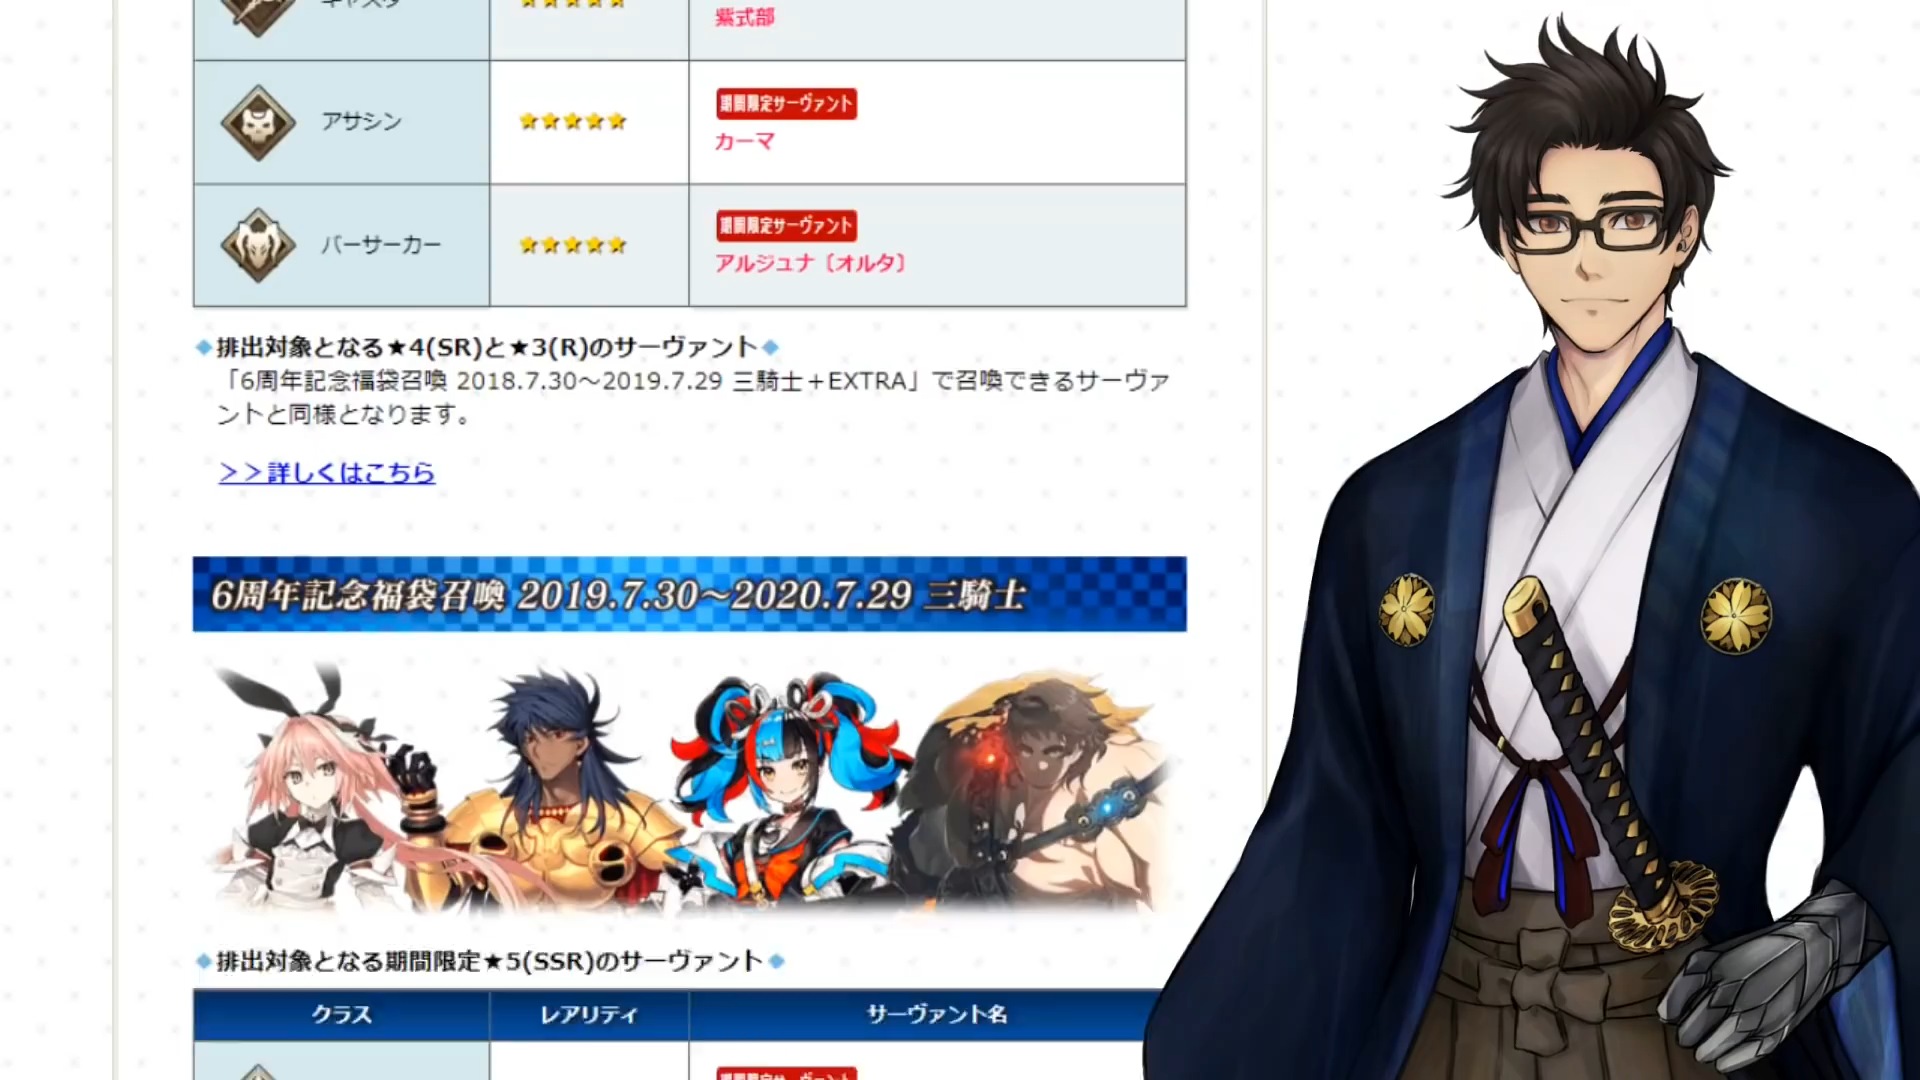 紫式部
アサシン
★★★★★
期間限定サーヴァント
カーマ
バーサーカー
★★★★★
期間限定サーヴァント
アルジュナ〔オルタ〕
◆排出対象となる★4(SR)と★3(R)のサーヴァント◆
「6周年記念福袋召喚 2018.7.30～2019.7.29 三騎士＋EXTRA」で召喚できるサーヴァ
ントと同様となります。
＞＞詳しくはこちら
6周年記念福袋召喚 2019.7.30～2020.7.29 三騎士
◆排出対象となる期間限定★5(SSR)のサーヴァント◆
クラス
レアリティ
サーヴァント名